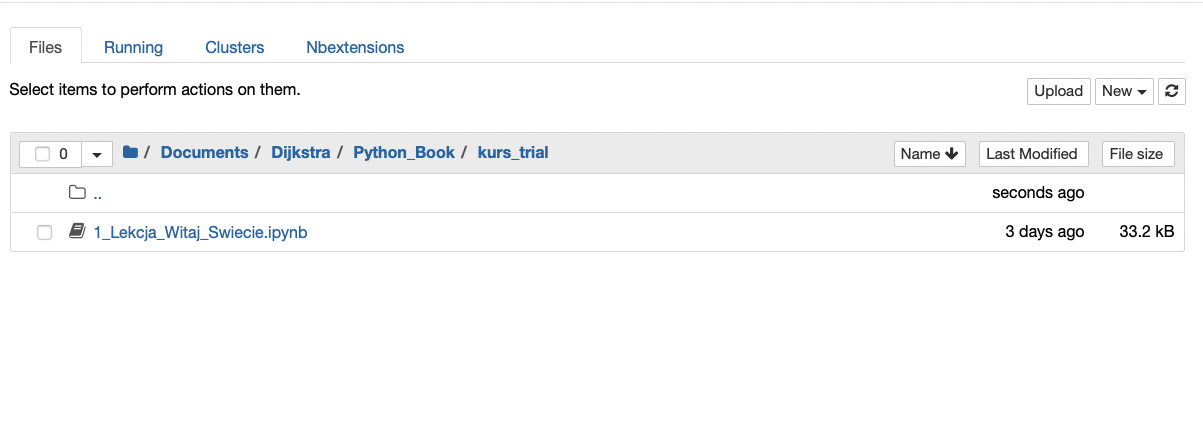 Files Running Clusters Nbextensions
Select items to perform actions on them.
Upload New
0 / Documents / Dijkstra / Python_Book / kurs_trial Name Last Modified File size
.. seconds ago
1_Lekcja_Witaj_Swiecie.ipynb 3 days ago 33.2 kB